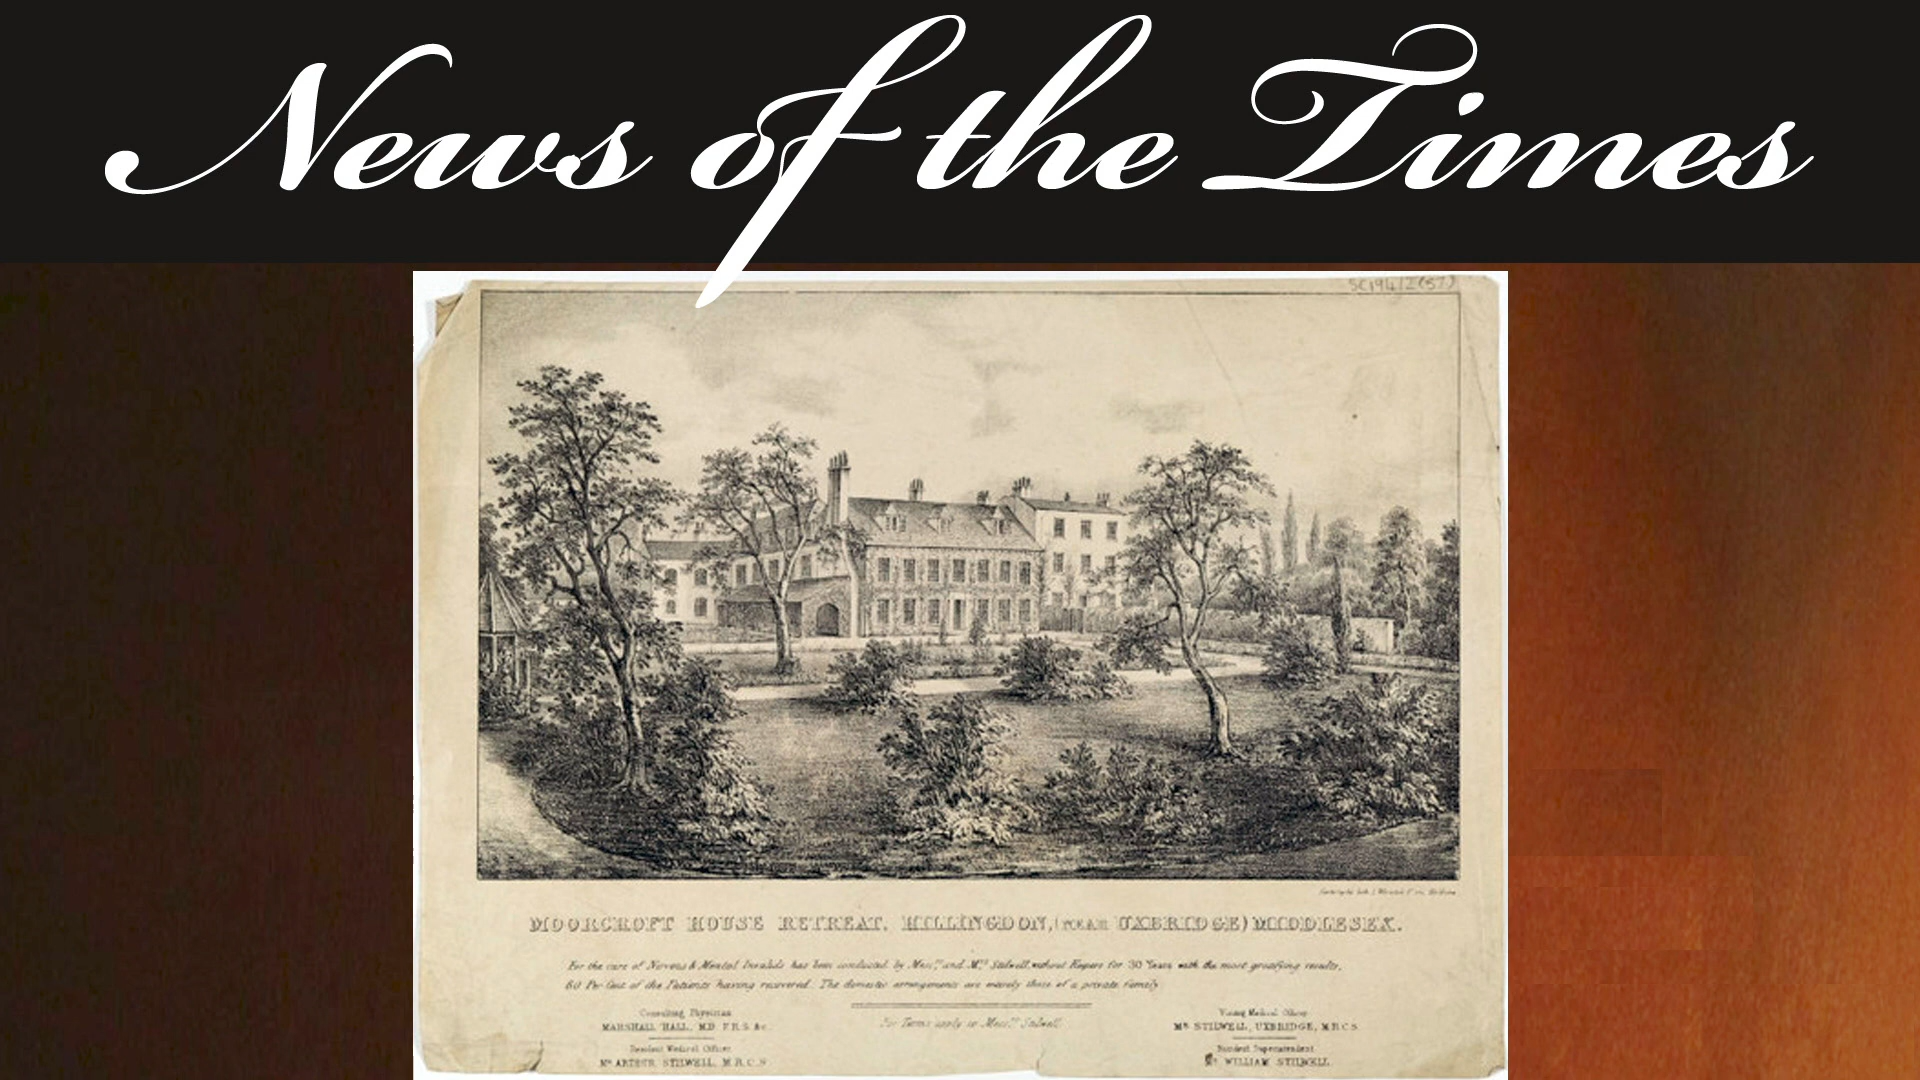 News of the Times
SC194/2(57)
MOORCROFT HOUSE RETREAT, HILLINGDON, (NEAR UXBRIDGE) MIDDLESEX.
For the care of Nervous & Mental Invalids has been conducted by Messrs. and Mrs. Stilwell without Keepers for 30 Years with the most gratifying results,
60 Per Cent of the Patients having recovered. The domestic arrangements are merely those of a private family
For Terms apply to Messrs. Stilwell
Consulting Physician
MARSHALL HALL, M.D. F.R.S. &c.
Resident Medical Officer
Mr. ARTHUR STILWELL, M.R.C.S
Visiting Medical Officer
Mr. STILWELL, UXBRIDGE, M.R.C.S.
Resident Superintendent
Mr. WILLIAM STILWELL